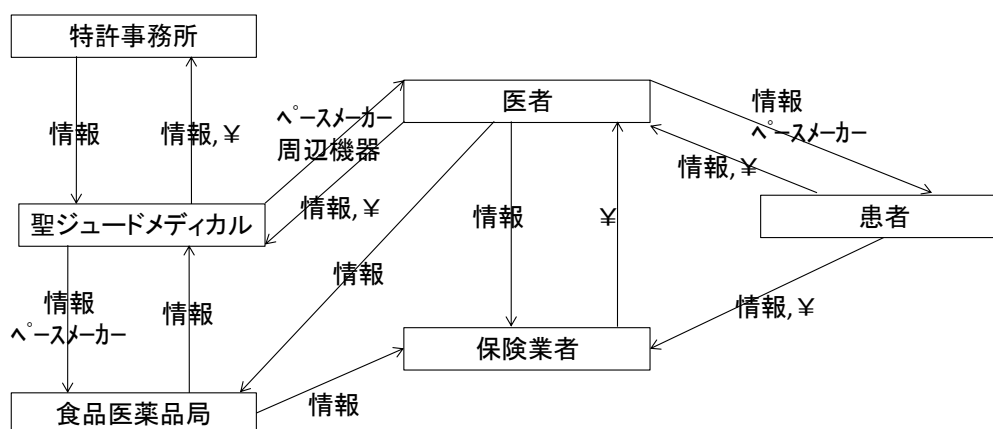 特許事務所
情報
情報,￥
ペースメーカー
周辺機器
医者
情報
ペースメーカー
情報,￥
聖ジュードメディカル
情報,￥
情報
￥
患者
情報
ペースメーカー
情報
情報
情報,￥
保険業者
食品医薬品局
情報